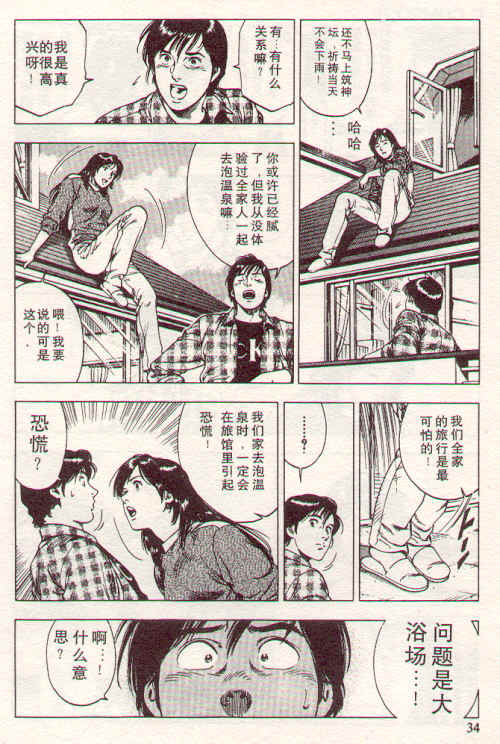 还不马上筑神
坛﹐祈祷当天
不会下雨！
哈
哈
…
有…有什么
关系嘛？
我是真
的很高
兴呀！
你或许已经腻
了﹐但我从没体
验过全家人一起
去泡温泉嘛…
喂！我要
说的可是
这个﹒
我们全家
的旅行是最
可怕的！
……？
我们家去泡温
泉时﹐一定会
在旅馆里引起
恐慌！
恐慌？
问题是大
浴场…！
啊…！
什么意
思？
34